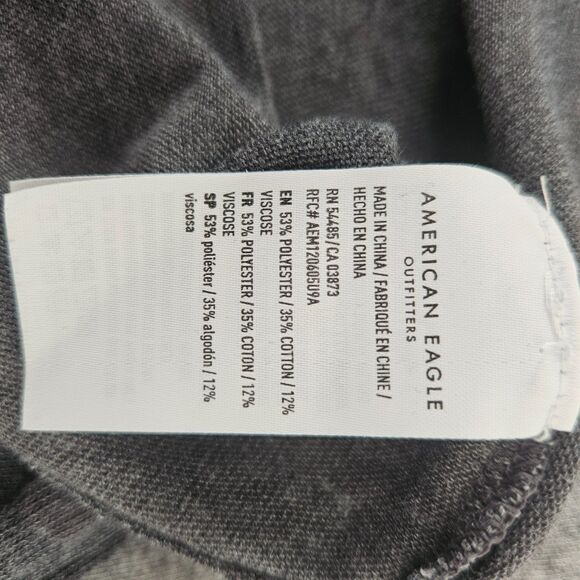 AMERICAN EAGLE
OUTFITTERS
MADE IN CHINA / FABRIQUÉ EN CHINE /
HECHO EN CHINA
RN 54485 / CA 03873
RFC# AEM120605U9A
EN 53% POLYESTER / 35% COTTON / 12%
VISCOSE
FR 53% POLYESTER / 35% COTON / 12%
VISCOSE
SP 53% poliéster / 35% algodón / 12%
viscosa